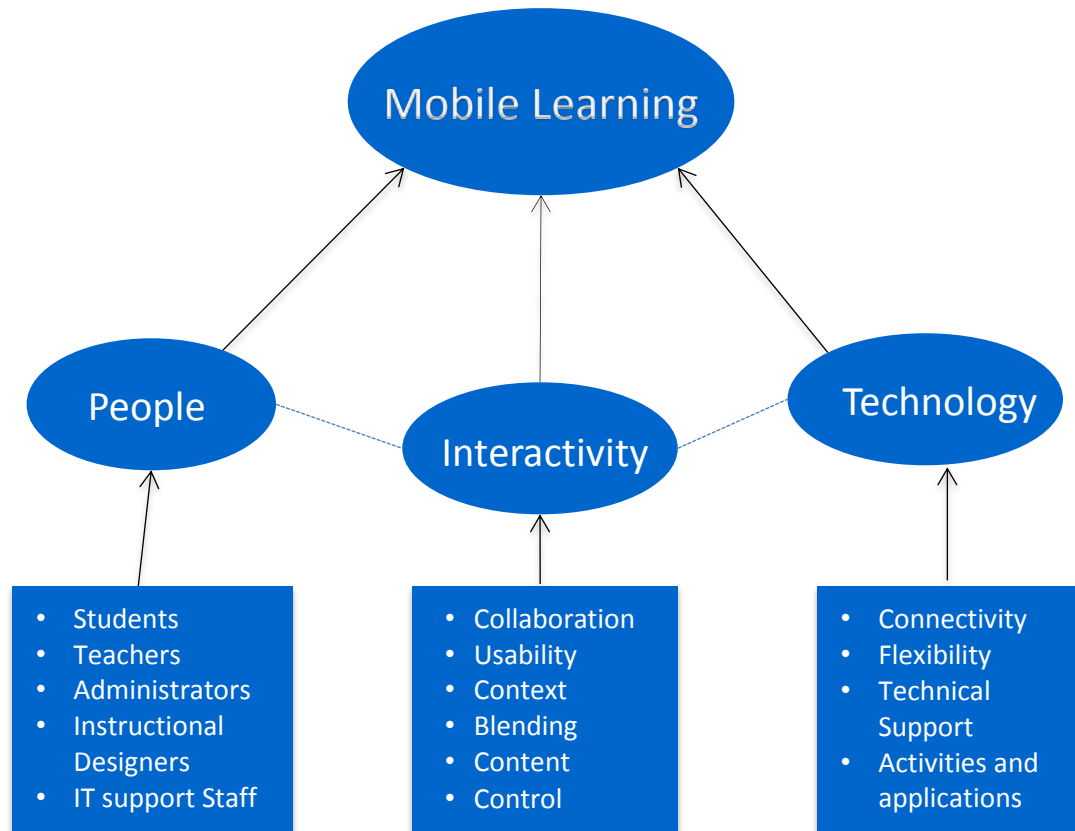 Mobile Learning
People
Interactivity
Technology
• Students
• Teachers
• Administrators
• Instructional
Designers
• IT support Staff
• Collaboration
• Usability
• Context
• Blending
• Content
• Control
• Connectivity
• Flexibility
• Technical
Support
• Activities and
applications